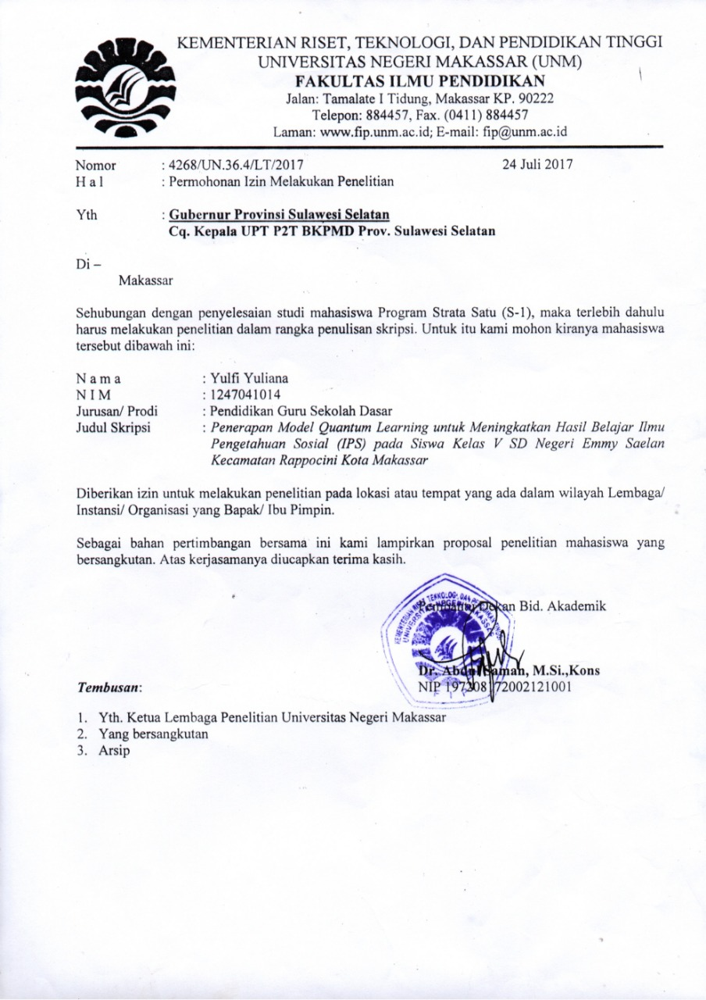 KEMENTERIAN RISET, TEKNOLOGI, DAN PENDIDIKAN TINGGI
UNIVERSITAS NEGERI MAKASSAR (UNM)
FAKULTAS ILMU PENDIDIKAN
Jalan: Tamalate I Tidung, Makassar KP. 90222
Telepon: 884457, Fax. (0411) 884457
Laman: www.fip.unm.ac.id; E-mail: fip@unm.ac.id
Nomor : 4268/UN.36.4/LT/2017 24 Juli 2017
H a l : Permohonan Izin Melakukan Penelitian
Yth : Gubernur Provinsi Sulawesi Selatan
Cq. Kepala UPT P2T BKPMD Prov. Sulawesi Selatan
Di –
Makassar
Sehubungan dengan penyelesaian studi mahasiswa Program Strata Satu (S-1), maka terlebih dahulu
harus melakukan penelitian dalam rangka penulisan skripsi. Untuk itu kami mohon kiranya mahasiswa
tersebut dibawah ini:
N a m a : Yulfi Yuliana
N I M : 1247041014
Jurusan/ Prodi : Pendidikan Guru Sekolah Dasar
Judul Skripsi : Penerapan Model Quantum Learning untuk Meningkatkan Hasil Belajar Ilmu
Pengetahuan Sosial (IPS) pada Siswa Kelas V SD Negeri Emmy Saelan
Kecamatan Rappocini Kota Makassar
Diberikan izin untuk melakukan penelitian pada lokasi atau tempat yang ada dalam wilayah Lembaga/
Instansi/ Organisasi yang Bapak/ Ibu Pimpin.
Sebagai bahan pertimbangan bersama ini kami lampirkan proposal penelitian mahasiswa yang
bersangkutan. Atas kerjasamanya diucapkan terima kasih.
Pembantu Dekan Bid. Akademik
Dr. Abdul Saman, M.Si.,Kons
NIP 197208 72002121001
Tembusan:
1. Yth. Ketua Lembaga Penelitian Universitas Negeri Makassar
2. Yang bersangkutan
3. Arsip